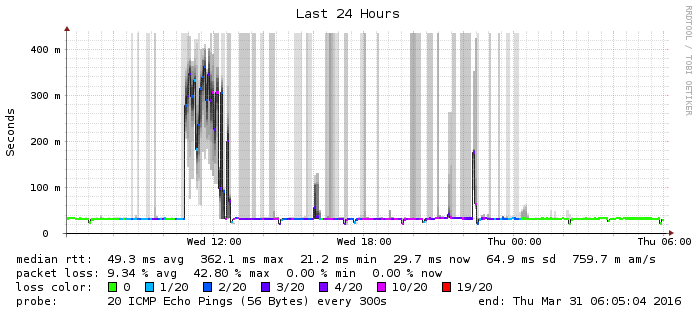 Last 24 Hours
RRDTOOL / TOBI OETIKER
Seconds
400 m
300 m
200 m
100 m
0
Wed 12:00 Wed 18:00 Thu 00:00 Thu 06:00
median rtt: 49.3 ms avg 362.1 ms max 21.2 ms min 29.7 ms now 64.9 ms sd 759.7 m am/s
packet loss: 9.34 % avg 42.80 % max 0.00 % min 0.00 % now
loss color: 0 1/20 2/20 3/20 4/20 10/20 19/20
probe: 20 ICMP Echo Pings (56 Bytes) every 300s end: Thu Mar 31 06:05:04 2016